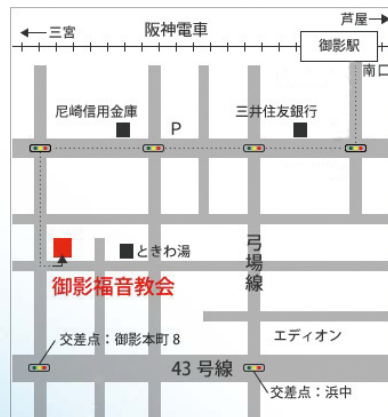 芦屋
三宮
阪神電車
御影駅
南口
尼崎信用金庫
P
三井住友銀行
ときわ湯
弓場線
御影福音教会
エディオン
交差点：御影本町8
43号線
交差点：浜中